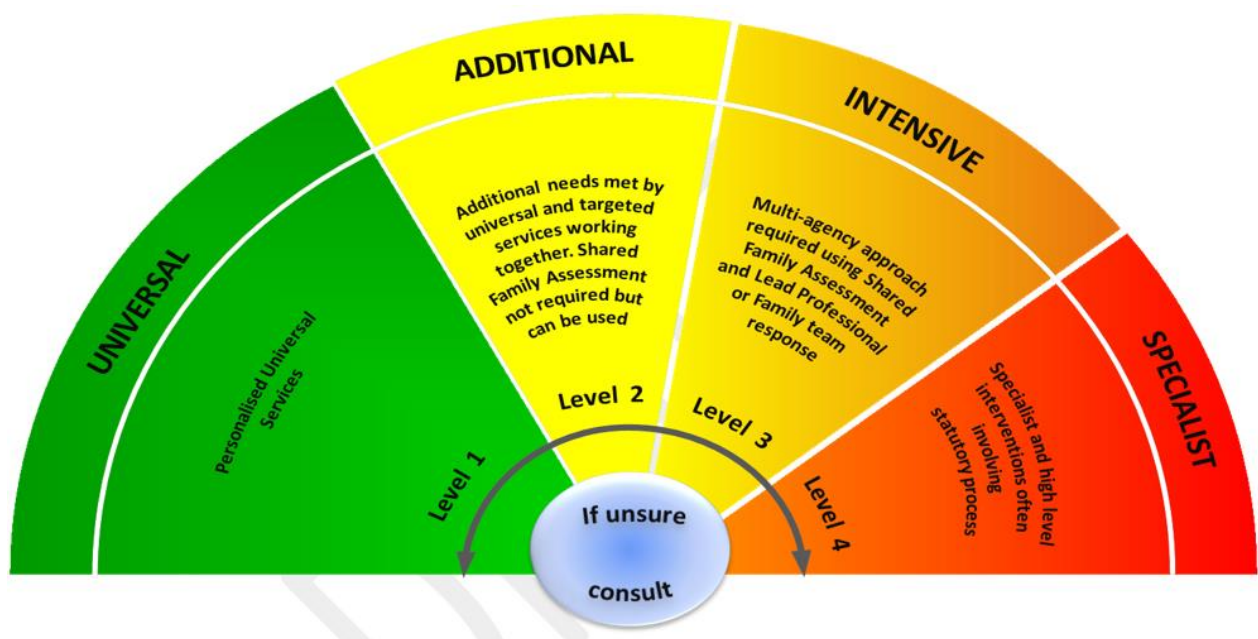 UNIVERSAL
Personalised Universal
Services
Level 1
ADDITIONAL
Additional needs met by
universal and targeted
services working
together. Shared
Family Assessment
not required but
can be used
Level 2
INTENSIVE
Multi-agency approach
required using Shared
Family Assessment
and Lead Professional
or Family team
response
Level 3
SPECIALIST
Specialist and high level
interventions often
involving
statutory process
Level 4
If unsure
consult